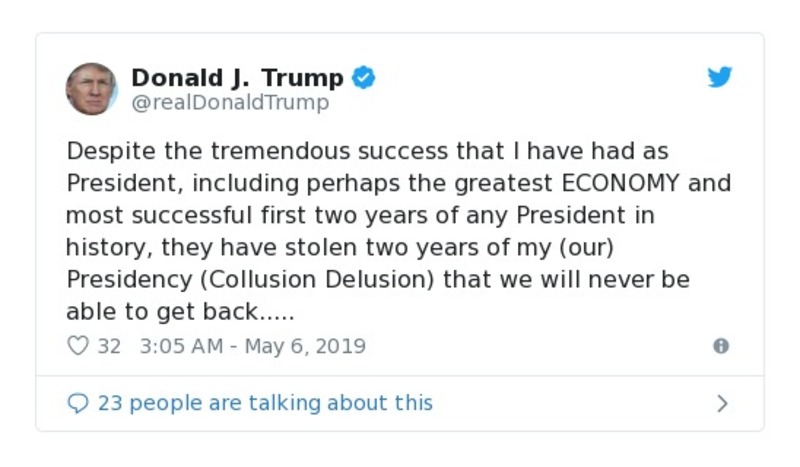 Donald J. Trump
@realDonaldTrump
Despite the tremendous success that I have had as
President, including perhaps the greatest ECONOMY and
most successful first two years of any President in
history, they have stolen two years of my (our)
Presidency (Collusion Delusion) that we will never be
able to get back.....
32 3:05 AM - May 6, 2019
23 people are talking about this